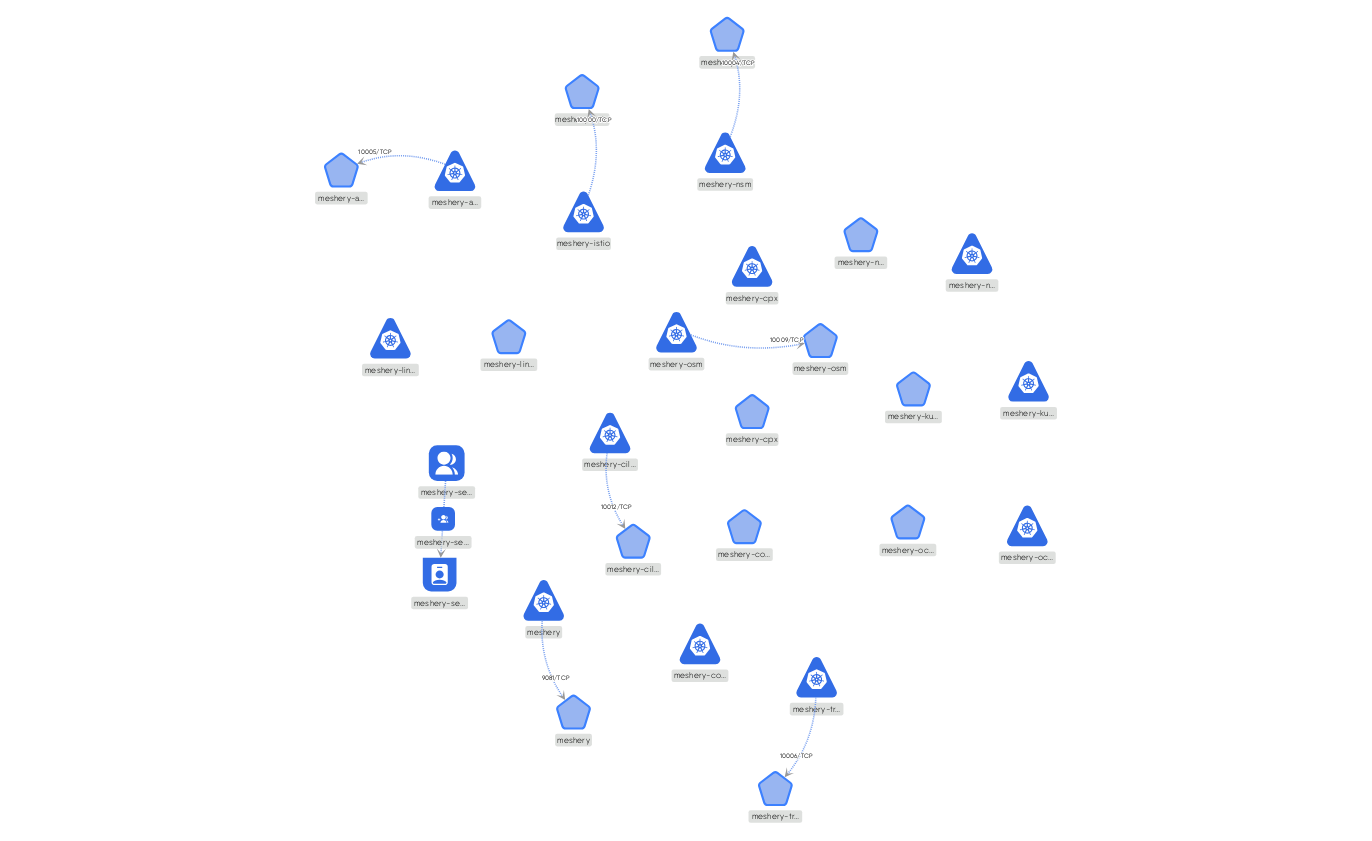 10004/TCP
10005/TCP
meshery-a...
meshery-a...
meshery-nsm
meshery-istio
meshery-n...
meshery-n...
meshery-cpx
10009/TCP
meshery-lin...
meshery-lin...
meshery-osm
meshery-osm
meshery-ku...
meshery-ku...
meshery-cpx
meshery-cil...
meshery-se...
10012/TCP
meshery-se...
meshery-co...
meshery-oc...
meshery-oc...
meshery-cil...
meshery-se...
meshery
meshery-co...
9081/TCP
meshery-tr...
meshery
10006/TCP
meshery-tr...